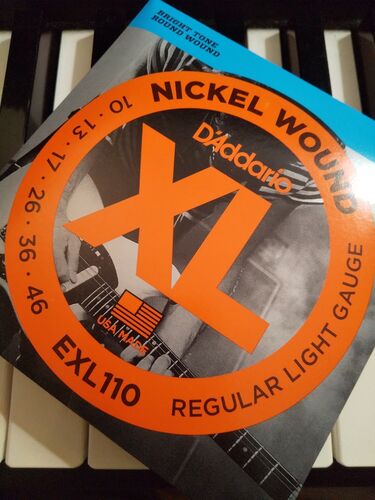 BRIGHT TONE
ROUND WOUND
NICKEL WOUND
D'Addario
XL
10 · 13 · 17 · 26 · 36 · 46
USA MADE
EXL110
REGULAR LIGHT GAUGE